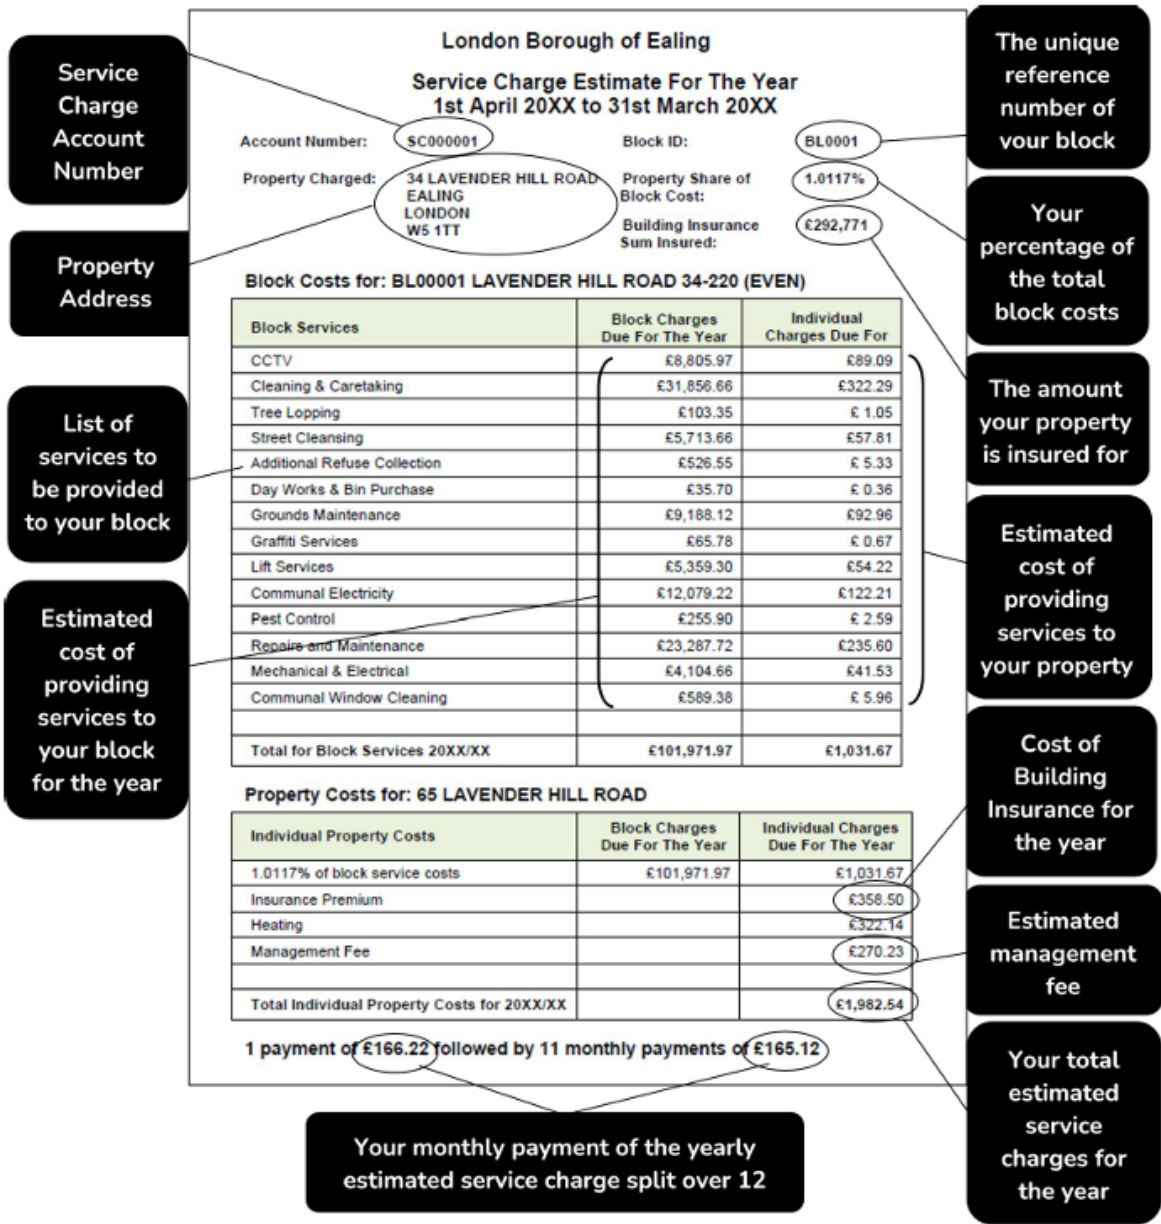 London Borough of Ealing
Service Charge Estimate For The Year
1st April 20XX to 31st March 20XX
Account Number: SC000001 Block ID: BL0001
Property Charged: 34 LAVENDER HILL ROAD Property Share of 1.0117%
EALING Block Cost:
LONDON
W5 1TT Building Insurance £292,771
Sum Insured:
Block Costs for: BL00001 LAVENDER HILL ROAD 34-220 (EVEN)
Block Services Block Charges Due For The Year Individual Charges Due For
CCTV £8,805.97 £89.09
Cleaning & Caretaking £31,856.66 £322.29
Tree Lopping £103.35 £ 1.05
Street Cleansing £5,713.66 £57.81
Additional Refuse Collection £526.55 £ 5.33
Day Works & Bin Purchase £35.70 £ 0.36
Grounds Maintenance £9,188.12 £92.96
Graffiti Services £65.78 £ 0.67
Lift Services £5,359.30 £54.22
Communal Electricity £12,079.22 £122.21
Pest Control £255.90 £ 2.59
Repairs and Maintenance £23,287.72 £235.60
Mechanical & Electrical £4,104.66 £41.53
Communal Window Cleaning £589.38 £ 5.96
Total for Block Services 20XX/XX £101,971.97 £1,031.67
Property Costs for: 65 LAVENDER HILL ROAD
Individual Property Costs Block Charges Due For The Year Individual Charges Due For The Year
1.0117% of block service costs £101,971.97 £1,031.67
Insurance Premium £358.50
Heating £322.14
Management Fee £270.23
Total Individual Property Costs for 20XX/XX £1,982.54
1 payment of £166.22 followed by 11 monthly payments of £165.12
Service
Charge
Account
Number
Property
Address
List of
services to
be provided
to your block
Estimated
cost of
providing
services to
your block
for the year
The unique
reference
number of
your block
Your
percentage of
the total
block costs
The amount
your property
is insured for
Estimated
cost of
providing
services to
your property
Cost of
Building
Insurance for
the year
Estimated
management
fee
Your total
estimated
service
charges for
the year
Your monthly payment of the yearly
estimated service charge split over 12